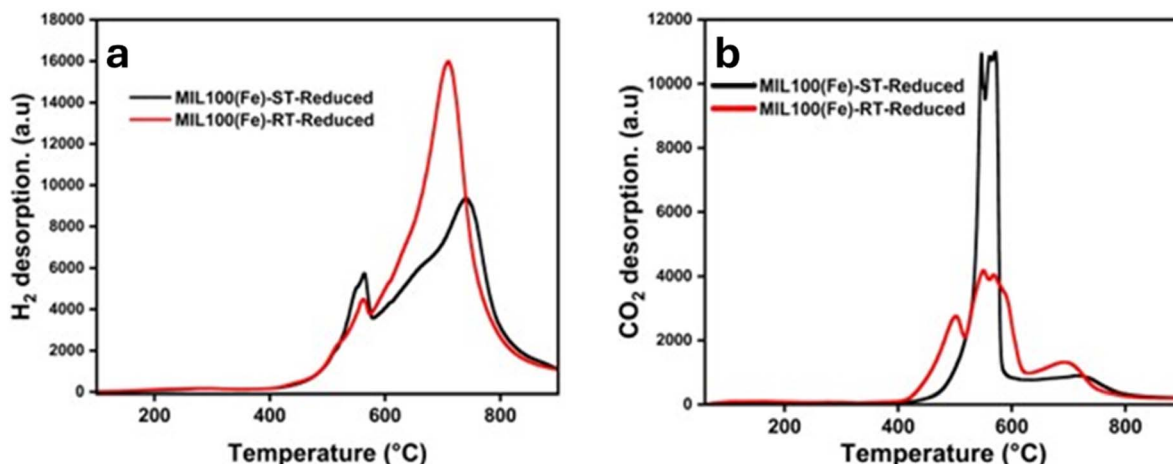 a
MIL100(Fe)-ST-Reduced
MIL100(Fe)-RT-Reduced
H₂ desorption. (a.u)
18000
16000
14000
12000
10000
8000
6000
4000
2000
0
200
400
600
800
Temperature (°C)
b
MIL100(Fe)-ST-Reduced
MIL100(Fe)-RT-Reduced
CO₂ desorption. (a.u)
12000
10000
8000
6000
4000
2000
0
200
400
600
800
Temperature (°C)